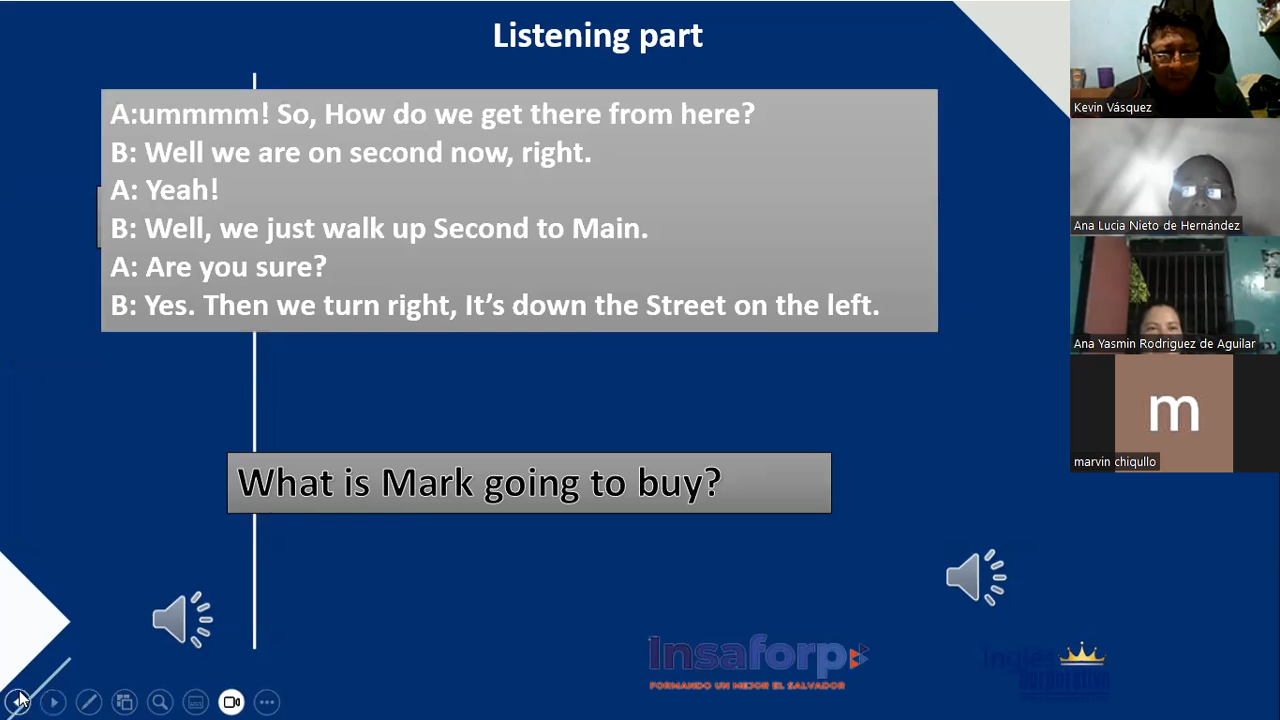 Listening part
A:ummmm! So, How do we get there from here?
B: Well we are on second now, right.
A: Yeah!
B: Well, we just walk up Second to Main.
A: Are you sure?
B: Yes. Then we turn right, It’s down the Street on the left.
What is Mark going to buy?
Insaforp
FORMANDO UN MEJOR EL SALVADOR
Inglés
corporativo
Kevin Vásquez
Ana Lucia Nieto de Hernández
Ana Yasmin Rodriguez de Aguilar
m
marvin chiqullo